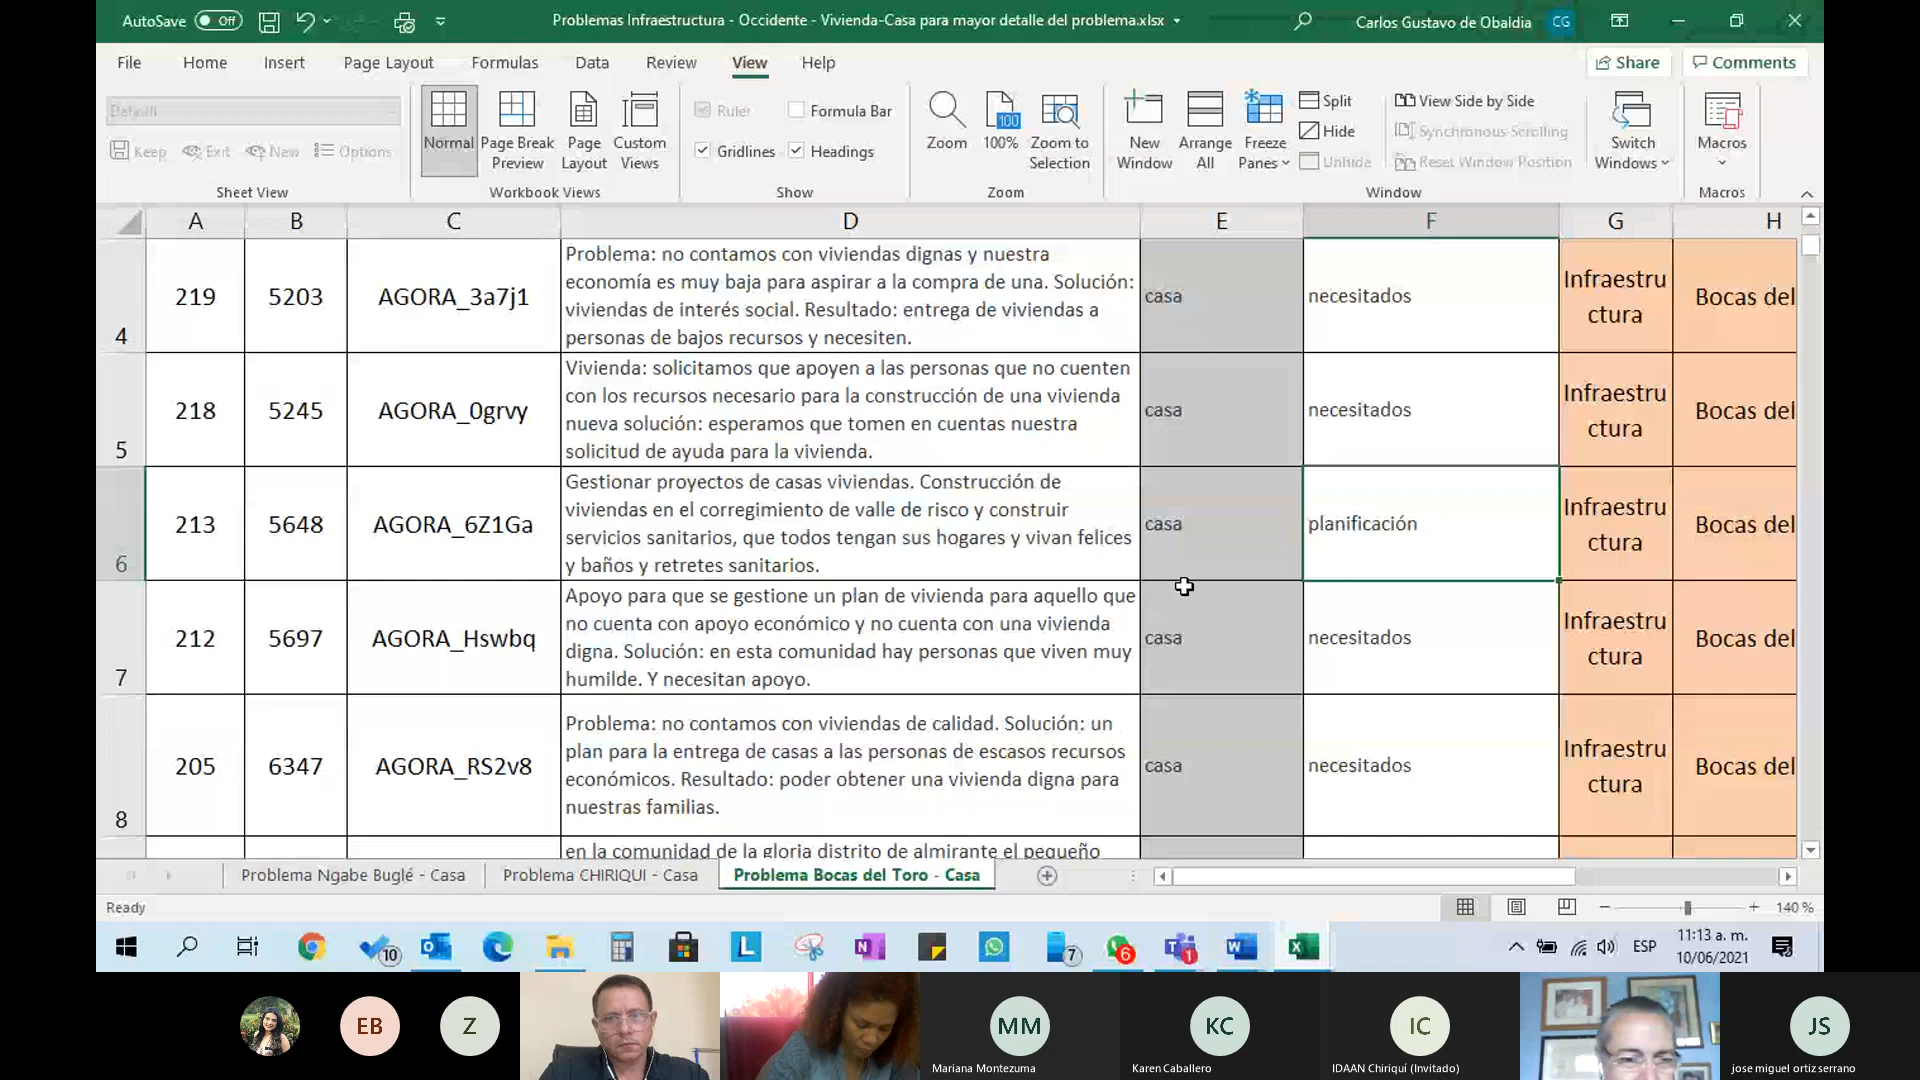 AutoSave Off
Problemas Infraestructura - Occidente - Vivienda-Casa para mayor detalle del problema.xlsx
Carlos Gustavo de Obaldia CG
File Home Insert Page Layout Formulas Data Review View Help Share Comments
Default
Keep Exit New Options
Sheet View
Normal
Page Break
Preview
Page
Layout
Custom
Views
Workbook Views
Ruler Formula Bar
Gridlines Headings
Show
Zoom
100
100%
Zoom to
Selection
Zoom
New
Window
Arrange
All
Freeze
Panes
Split
Hide
Unhide
View Side by Side
Synchronous Scrolling
Reset Window Position
Window
Switch
Windows
Macros
Macros
A B C D E F G H
4
219
5203
AGORA_3a7j1
Problema: no contamos con viviendas dignas y nuestra
economía es muy baja para aspirar a la compra de una. Solución:
viviendas de interés social. Resultado: entrega de viviendas a
personas de bajos recursos y necesiten.
casa
necesitados
Infraestru
ctura
Bocas del
5
218
5245
AGORA_0grvy
Vivienda: solicitamos que apoyen a las personas que no cuenten
con los recursos necesario para la construcción de una vivienda
nueva solución: esperamos que tomen en cuentas nuestra
solicitud de ayuda para la vivienda.
casa
necesitados
Infraestru
ctura
Bocas del
6
213
5648
AGORA_6Z1Ga
Gestionar proyectos de casas viviendas. Construcción de
viviendas en el corregimiento de valle de risco y construir
servicios sanitarios, que todos tengan sus hogares y vivan felices
y baños y retretes sanitarios.
casa
planificación
Infraestru
ctura
Bocas del
7
212
5697
AGORA_Hswbq
Apoyo para que se gestione un plan de vivienda para aquello que
no cuenta con apoyo económico y no cuenta con una vivienda
digna. Solución: en esta comunidad hay personas que viven muy
humilde. Y necesitan apoyo.
casa
necesitados
Infraestru
ctura
Bocas del
8
205
6347
AGORA_RS2v8
Problema: no contamos con viviendas de calidad. Solución: un
plan para la entrega de casas a las personas de escasos recursos
económicos. Resultado: poder obtener una vivienda digna para
nuestras familias.
casa
necesitados
Infraestru
ctura
Bocas del
en la comunidad de la gloria distrito de almirante el pequeño
Problema Ngabe Buglé - Casa Problema CHIRIQUI - Casa Problema Bocas del Toro - Casa
Ready
140 %
10
L
N
7
6
1
ESP
11:13 a. m.
10/06/2021
EB Z MM KC IC JS
Mariana Montezuma
Karen Caballero
IDAAN Chiriquí (Invitado)
jose miguel ortiz serrano